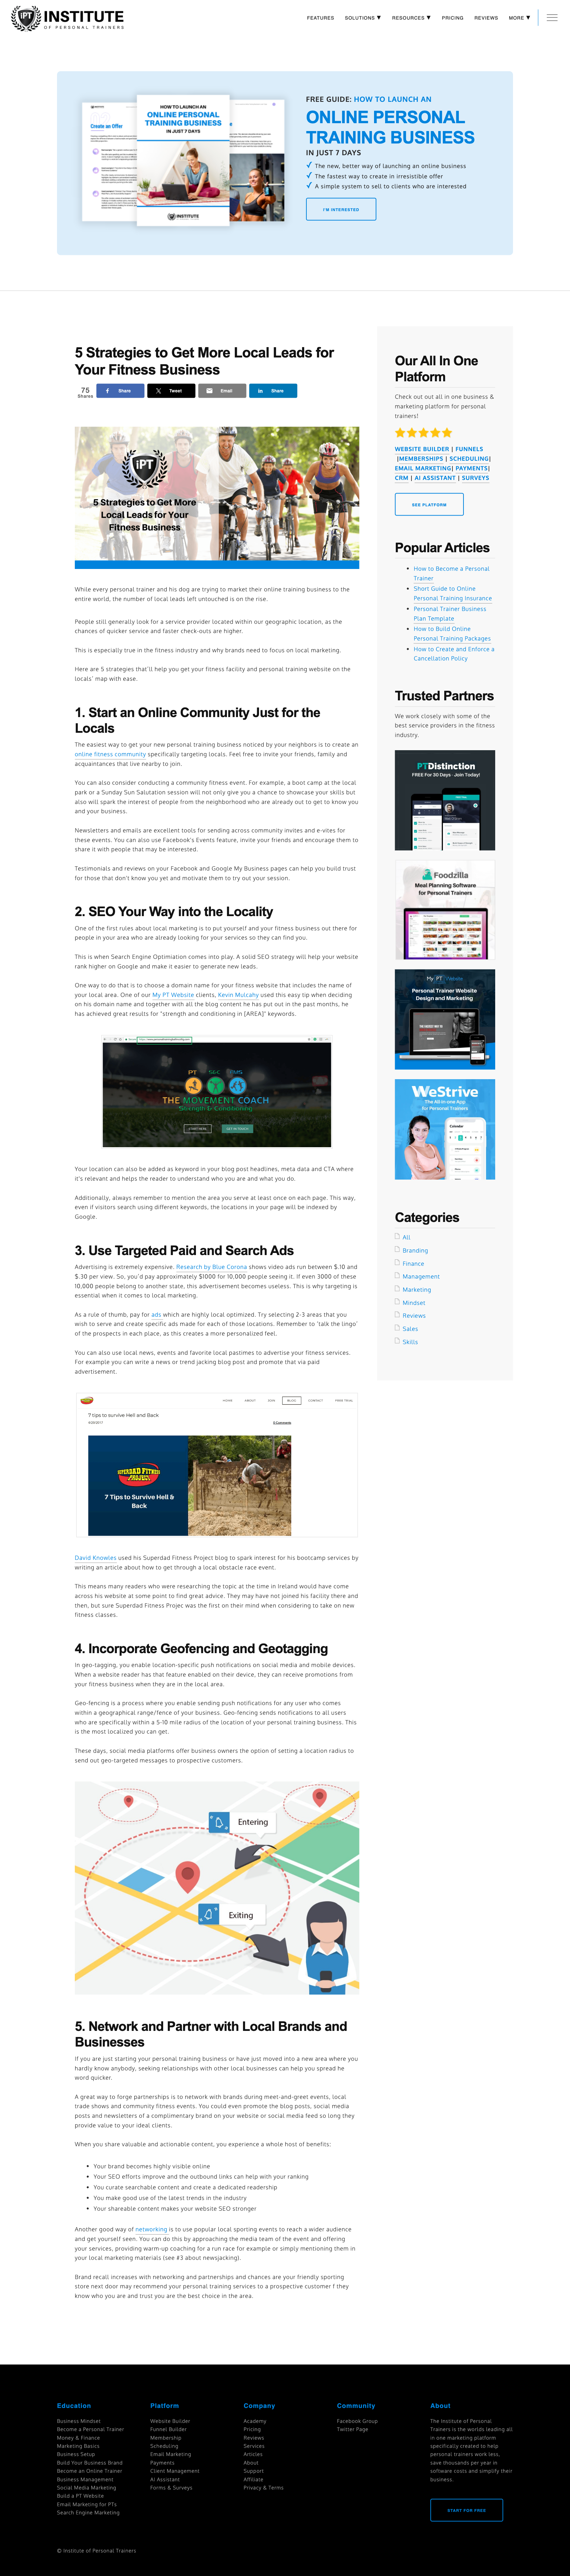 IPT
INSTITUTE
OF PERSONAL TRAINERS
FEATURES
SOLUTIONS ▼
RESOURCES ▼
PRICING
REVIEWS
MORE ▼
Create an Offer
HOW TO LAUNCH AN
ONLINE PERSONAL
TRAINING BUSINESS
IN JUST 7 DAYS
INSTITUTE
FREE GUIDE: HOW TO LAUNCH AN
ONLINE PERSONAL
TRAINING BUSINESS
IN JUST 7 DAYS
✓ The new, better way of launching an online business
✓ The fastest way to create an irresistible offer
✓ A simple system to sell to clients who are interested
I'M INTERESTED
5 Strategies to Get More Local Leads for
Your Fitness Business
75
Shares
Share
Tweet
Email
Share
IPT
5 Strategies to Get More
Local Leads for Your
Fitness Business
While every personal trainer and his dog are trying to market their online training business to the
entire world, the number of local leads left untouched is on the rise.
People still generally look for a service provider located within their own geographic location, as the
chances of quicker service and faster check-outs are higher.
This is especially true in the fitness industry and why brands need to focus on local marketing.
Here are 5 strategies that'll help you get your fitness facility or personal training website on the
locals' map with ease.
1. Start an Online Community Just for the
Locals
The easiest way to get your new personal training business noticed by your neighbors is to create an
online fitness community specifically targeting locals. Feel free to invite your friends, family and
acquaintances that live nearby to join.
You can also consider conducting a community fitness event. For example, a boot camp at the local
park or a Sunday Sun Salutation session will not only give you a chance to showcase your skills but
also will spark the interest of people from the neighborhood who are already out to get to know you
and your business.
Newsletters and emails are excellent tools for sending across community invites and e-vites for
these events. You can also use Facebook's Events feature, invite your friends and encourage them to
share it with people that may be interested.
Testimonials and reviews on your Facebook and Google My Business pages can help you build trust
for those that don't know you yet and motivate them to try out your session.
2. SEO Your Way into the Locality
One of the first rules about local marketing is to put yourself and your fitness business out there for
people in your area who are already looking for your services so they can find you.
This is when Search Engine Optimisation comes into play. A solid SEO strategy will help your website
rank higher on Google and make it easier to generate new leads.
One way to do that is to choose a domain name for your fitness website that includes the name of
your local area. One of our My PT Website clients, Kevin Mulcahy used this easy tip when deciding
on his domain name and together with all the blog content he has put out in the past months, he
has achieved great results for "strength and conditioning in [AREA]" keywords.
PT S&C EMS
THE MOVEMENT COACH
Strength & Conditioning
START HERE
GET IN TOUCH
Your location can also be added as keyword in your blog post headlines, meta data and CTA where
it's relevant and helps the reader to understand who you are and what you do.
Additionally, always remember to mention the area you serve at least once on each page. This way,
even if visitors search using different keywords, the locations in your page will be indexed by
Google.
3. Use Targeted Paid and Search Ads
Advertising is extremely expensive. Research by Blue Corona shows video ads run between $.10 and
$.30 per view. So, you'd pay approximately $1000 for 10,000 people seeing it. If even 3000 of these
10,000 people belong to another state, this advertisement becomes useless. This is why targeting is
essential when it comes to local marketing.
As a rule of thumb, pay for ads which are highly local optimized. Try selecting 2-3 areas that you
wish to serve and create specific ads made for each of those locations. Remember to 'talk the lingo'
of the prospects in each place, as this creates a more personalized feel.
You can also use local news, events and favorite local pastimes to advertise your fitness services.
For example you can write a news or trend jacking blog post and promote that via paid
advertisement.
HOME
ABOUT
JOIN
BLOG
CONTACT
FREE TRIAL
7 tips to survive Hell and Back
0 Comments
SUPERDAD FITNESS
PROJECT
7 Tips to Survive Hell &
Back
David Knowles used his Superdad Fitness Project blog to spark interest for his bootcamp services by
writing an article about how to get through a local obstacle race event.
This means many readers who were researching the topic at the time in Ireland would have come
across his website at some point to find great advice. They may have not joined his facility there and
then, but sure Superdad Fitness Projec was the first on their mind when considering to take on new
fitness classes.
4. Incorporate Geofencing and Geotagging
In geo-tagging, you enable location-specific push notifications on social media and mobile devices.
When a website reader has that feature enabled on their device, they can receive promotions from
your fitness business when they are in the local area.
Geo-fencing is a process where you enable sending push notifications for any user who comes
within a geographical range/fence of your business. Geo-fencing sends notifications to all users
who are specifically within a 5-10 mile radius of the location of your personal training business. This
is the most localized you can get.
These days, social media platforms offer business owners the option of setting a location radius to
send out geo-targeted messages to prospective customers.
Entering
Exiting
5. Network and Partner with Local Brands and
Businesses
If you are just starting your personal training business or have just moved into a new area where you
hardly know anybody, seeking relationships with other local businesses can help you spread he
word quicker.
A great way to forge partnerships is to network with brands during meet-and-greet events, local
trade shows and community fitness events. You could even promote the blog posts, social media
posts and newsletters of a complimentary brand on your website or social media feed so long they
provide value to your ideal clients.
When you share valuable and actionable content, you experience a whole host of benefits:
Your brand becomes highly visible online
Your SEO efforts improve and the outbound links can help with your ranking
You curate searchable content and create a dedicated readership
You make good use of the latest trends in the industry
Your shareable content makes your website SEO stronger
Another good way of networking is to use popular local sporting events to reach a wider audience
and get yourself seen. You can do this by approaching the media team of the event and offering
your services, providing warm-up coaching for a run race for example or simply mentioning them in
your local marketing materials (see #3 about newsjacking).
Brand recall increases with networking and partnerships and chances are your friendly sporting
store next door may recommend your personal training services to a prospective customer f they
know who you are and trust you are the best choice in the area.
Our All In One
Platform
Check out out all in one business &
marketing platform for personal
trainers!
WEBSITE BUILDER | FUNNELS
|MEMBERSHIPS | SCHEDULING|
EMAIL MARKETING| PAYMENTS|
CRM | AI ASSISTANT | SURVEYS
SEE PLATFORM
Popular Articles
How to Become a Personal
Trainer
Short Guide to Online
Personal Training Insurance
Personal Trainer Business
Plan Template
How to Build Online
Personal Training Packages
How to Create and Enforce a
Cancellation Policy
Trusted Partners
We work closely with some of the
best service providers in the fitness
industry.
PTDistinction
FREE For 30 Days - Join Today!
Foodzilla
Meal Planning Software
for Personal Trainers
My PT Website
Personal Trainer Website
Design and Marketing
WeStrive
The All-in-one App
for Personal Trainers
Calendar
Categories
All
Branding
Finance
Management
Marketing
Mindset
Reviews
Sales
Skills
Education
Business Mindset
Become a Personal Trainer
Money & Finance
Marketing Basics
Business Setup
Build Your Business Brand
Become an Online Trainer
Business Management
Social Media Marketing
Build a PT Website
Email Marketing for PTs
Search Engine Marketing
Platform
Website Builder
Funnel Builder
Membership
Scheduling
Email Marketing
Payments
Client Management
AI Assistant
Forms & Surveys
Company
Academy
Pricing
Reviews
Services
Articles
About
Support
Affiliate
Privacy & Terms
Community
Facebook Group
Twitter Page
About
The Institute of Personal
Trainers is the worlds leading all
in one marketing platform
specifically created to help
personal trainers work less,
save thousands per year in
software costs and simplify their
business.
START FOR FREE
© Institute of Personal Trainers